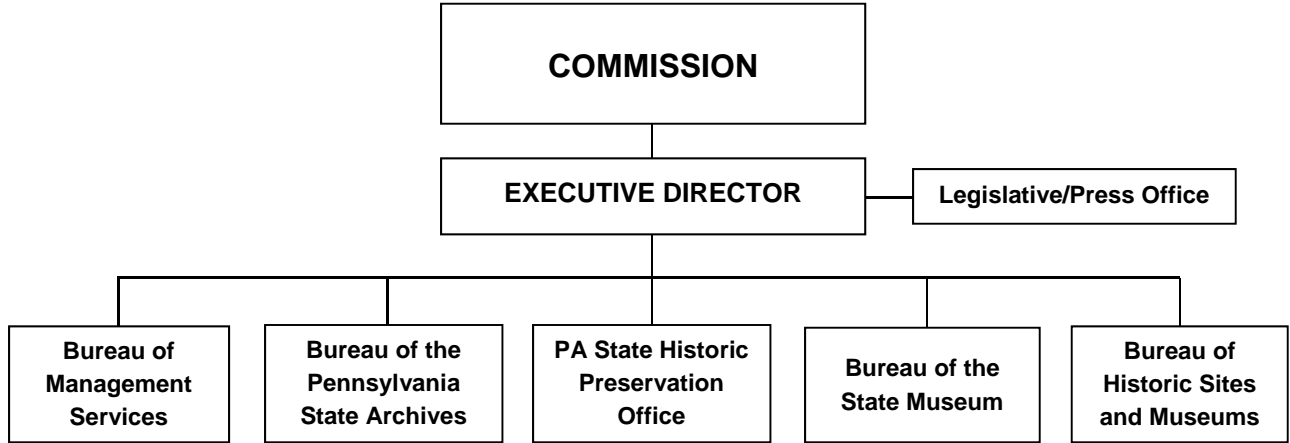 COMMISSION
EXECUTIVE DIRECTOR
Legislative/Press Office
Bureau of
Management
Services
Bureau of the
Pennsylvania
State Archives
PA State Historic
Preservation
Office
Bureau of the
State Museum
Bureau of
Historic Sites
and Museums